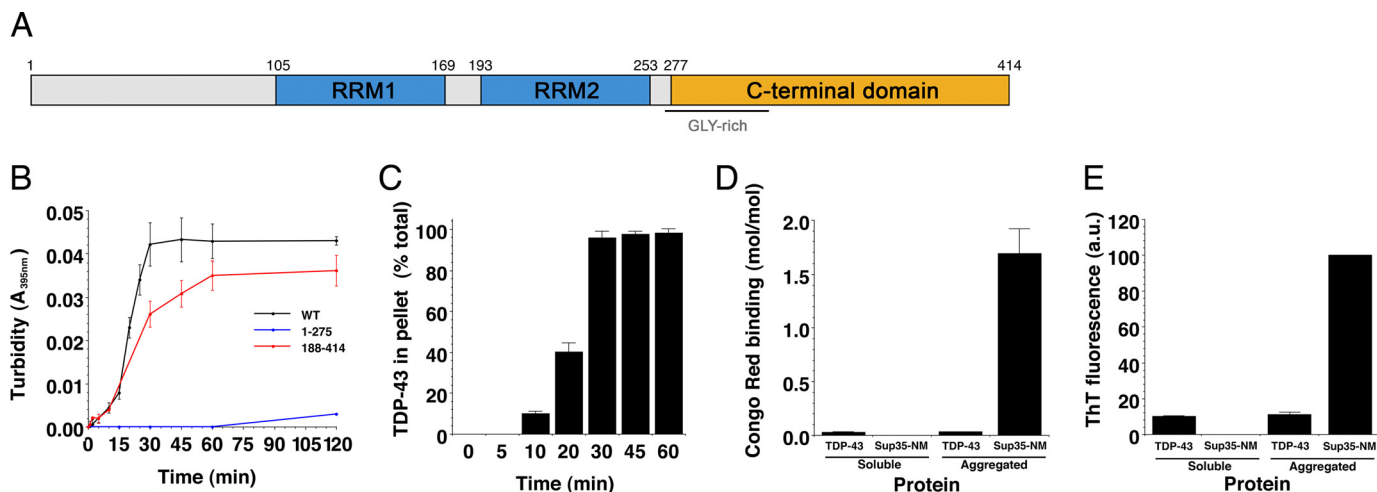 A
1 105 169 193 253 277 414
RRM1 RRM2 C-terminal domain
GLY-rich
B
Turbidity (A395nm)
0.05
0.04
0.03
0.02
0.01
0.00
WT
1-275
188-414
0 15 30 45 60 75 90 105 120
Time (min)
C
TDP-43 in pellet (% total)
100
80
60
40
20
0
0 5 10 20 30 45 60
Time (min)
D
Congo Red binding (mol/mol)
2.0
1.5
1.0
0.5
0.0
TDP-43 Sup35-NM TDP-43 Sup35-NM
Soluble Aggregated
Protein
E
ThT fluorescence (a.u.)
120
100
80
60
40
20
0
TDP-43 Sup35-NM TDP-43 Sup35-NM
Soluble Aggregated
Protein